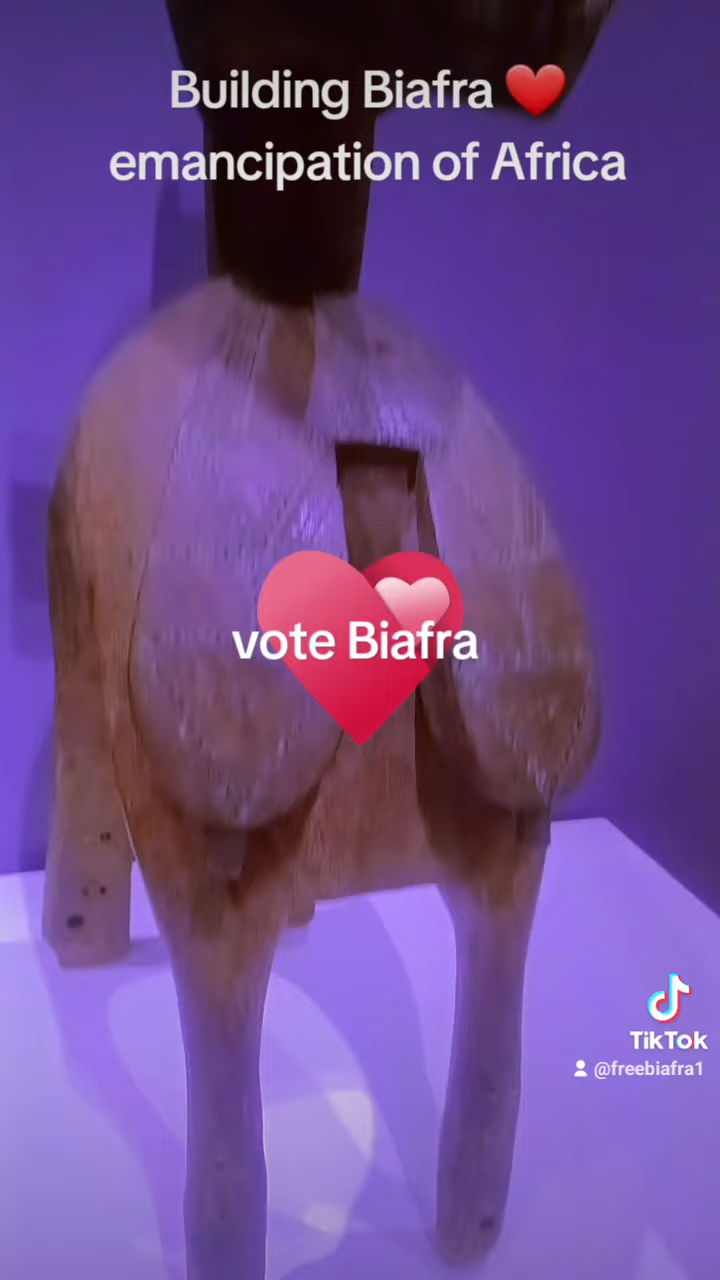 Building Biafra ❤️
emancipation of Africa
vote Biafra
TikTok
@freebiafra1